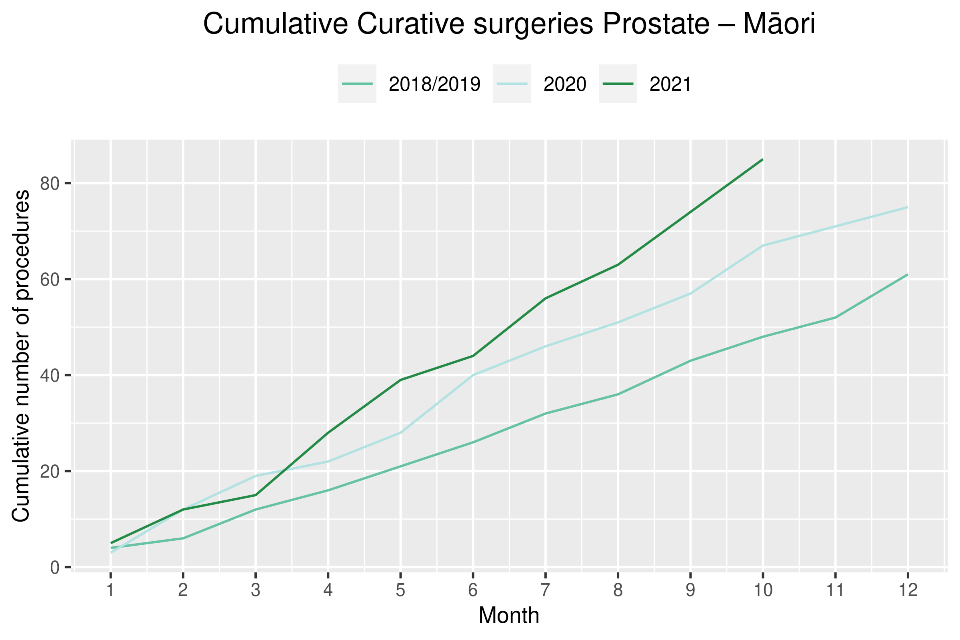 Cumulative Curative surgeries Prostate – Māori
2018/2019 2020 2021
Cumulative number of procedures
80
60
40
20
0
1 2 3 4 5 6 7 8 9 10 11 12
Month